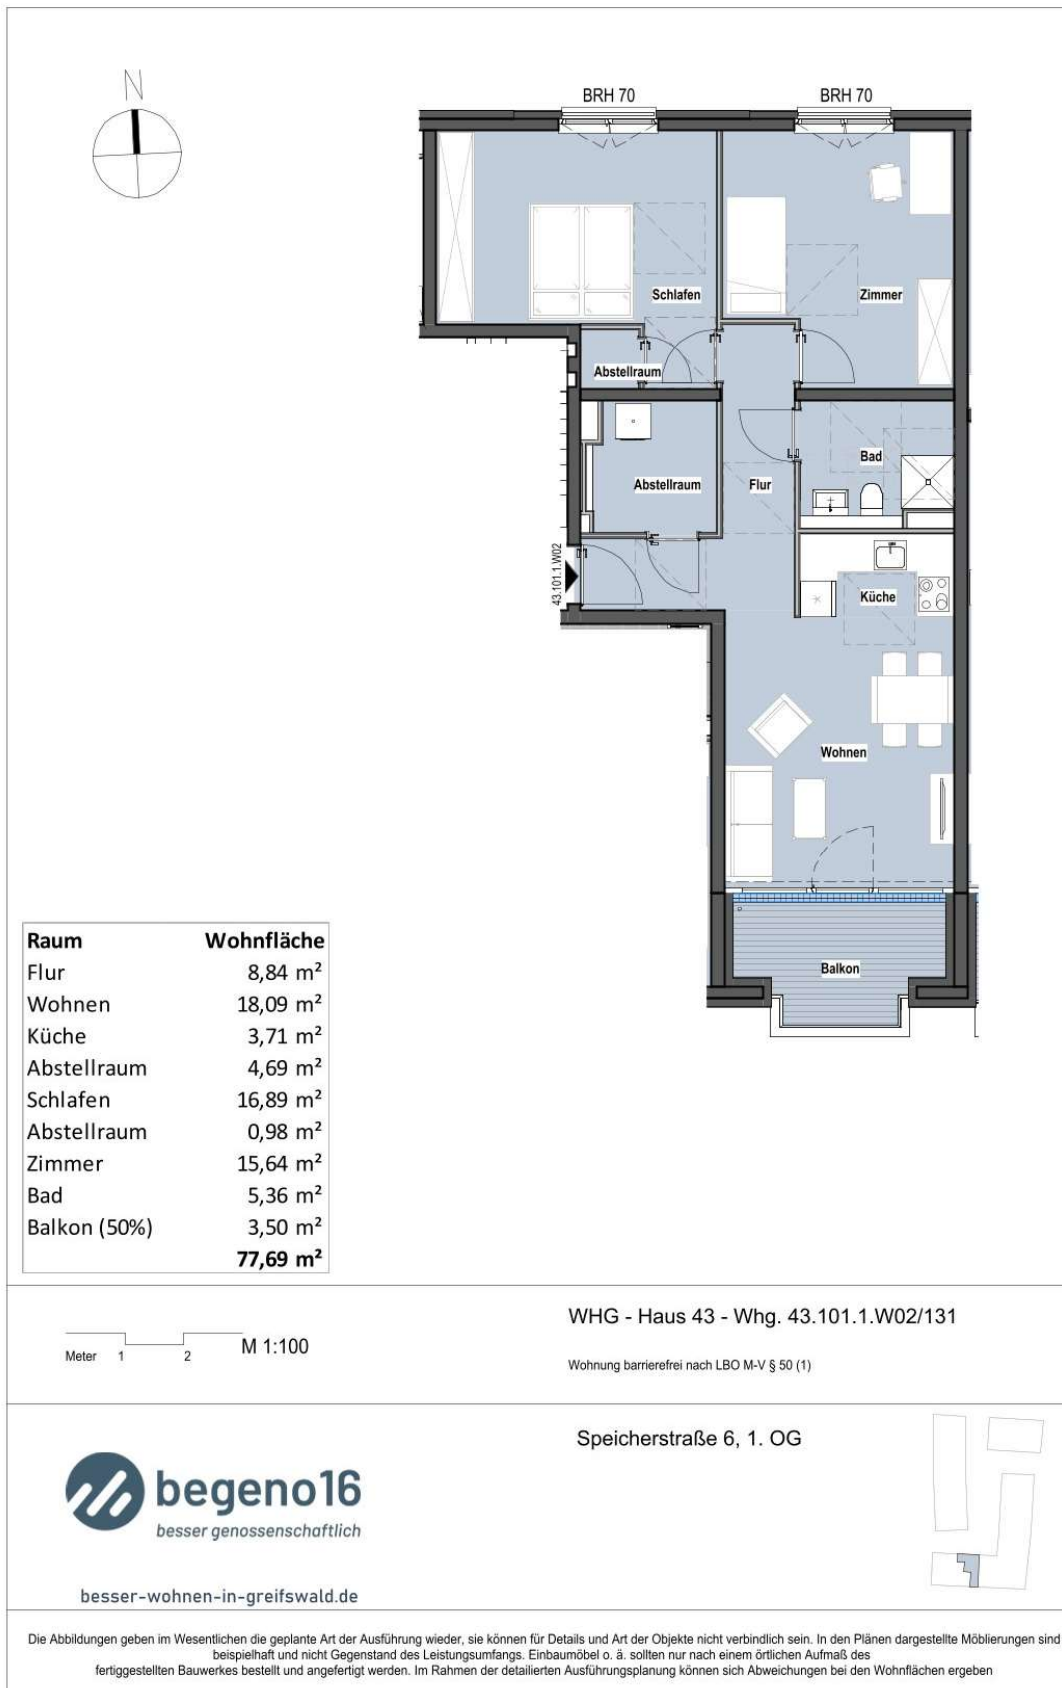 N
BRH 70
BRH 70
Schlafen
Zimmer
Abstellraum
Bad
Abstellraum
Flur
43.101.1.W02
Küche
Wohnen
Balkon
Raum Wohnfläche
Flur 8,84 m²
Wohnen 18,09 m²
Küche 3,71 m²
Abstellraum 4,69 m²
Schlafen 16,89 m²
Abstellraum 0,98 m²
Zimmer 15,64 m²
Bad 5,36 m²
Balkon (50%) 3,50 m²
77,69 m²
Meter 1 2 M 1:100
WHG - Haus 43 - Whg. 43.101.1.W02/131
Wohnung barrierefrei nach LBO M-V § 50 (1)
Speicherstraße 6, 1. OG
begeno16
besser genossenschaftlich
besser-wohnen-in-greifswald.de
Die Abbildungen geben im Wesentlichen die geplante Art der Ausführung wieder, sie können für Details und Art der Objekte nicht verbindlich sein. In den Plänen dargestellte Möblierungen sind
beispielhaft und nicht Gegenstand des Leistungsumfangs. Einbaumöbel o. ä. sollten nur nach einem örtlichen Aufmaß des
fertiggestellten Bauwerkes bestellt und angefertigt werden. Im Rahmen der detailierten Ausführungsplanung können sich Abweichungen bei den Wohnflächen ergeben